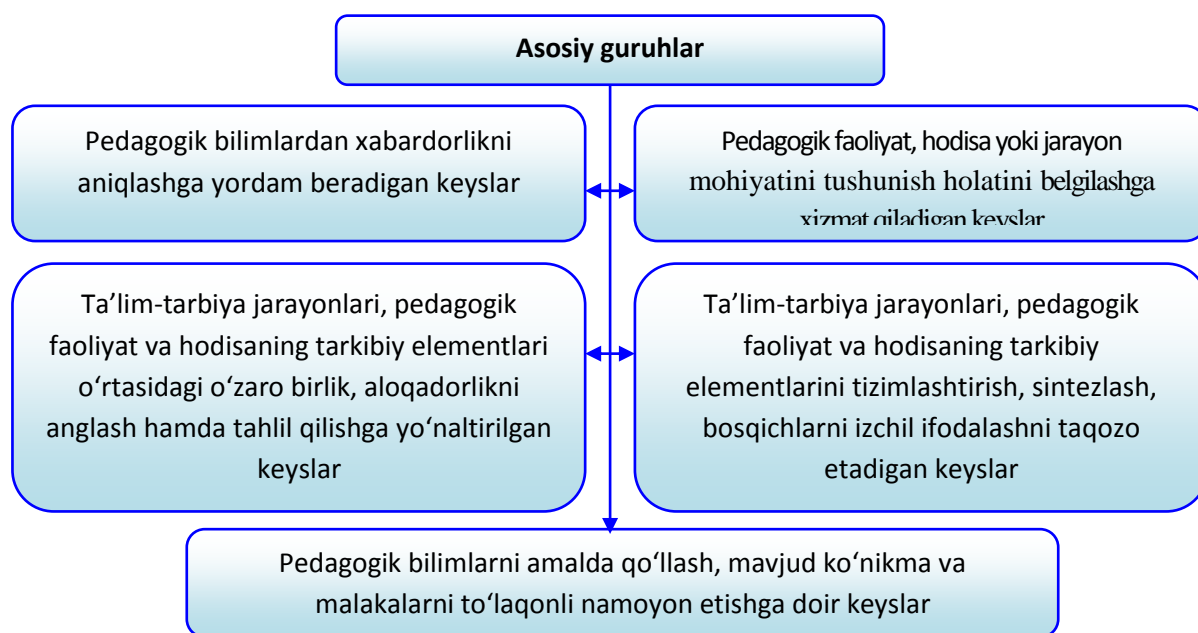 Asosiy guruhlar
Pedagogik bilimlardan xabardorlikni
aniqlashga yordam beradigan keyslar
Pedagogik faoliyat, hodisa yoki jarayon
mohiyatini tushunish holatini belgilashga
xizmat qiladigan keyslar
Ta’lim-tarbiya jarayonlari, pedagogik
faoliyat va hodisaning tarkibiy elementlari
o‘rtasidagi o‘zaro birlik, aloqadorlikni
anglash hamda tahlil qilishga yo‘naltirilgan
keyslar
Ta’lim-tarbiya jarayonlari, pedagogik
faoliyat va hodisaning tarkibiy
elementlarini tizimlashtirish, sintezlash,
bosqichlarni izchil ifodalashni taqozo
etadigan keyslar
Pedagogik bilimlarni amalda qo‘llash, mavjud ko‘nikma va
malakalarni to‘laqonli namoyon etishga doir keyslar